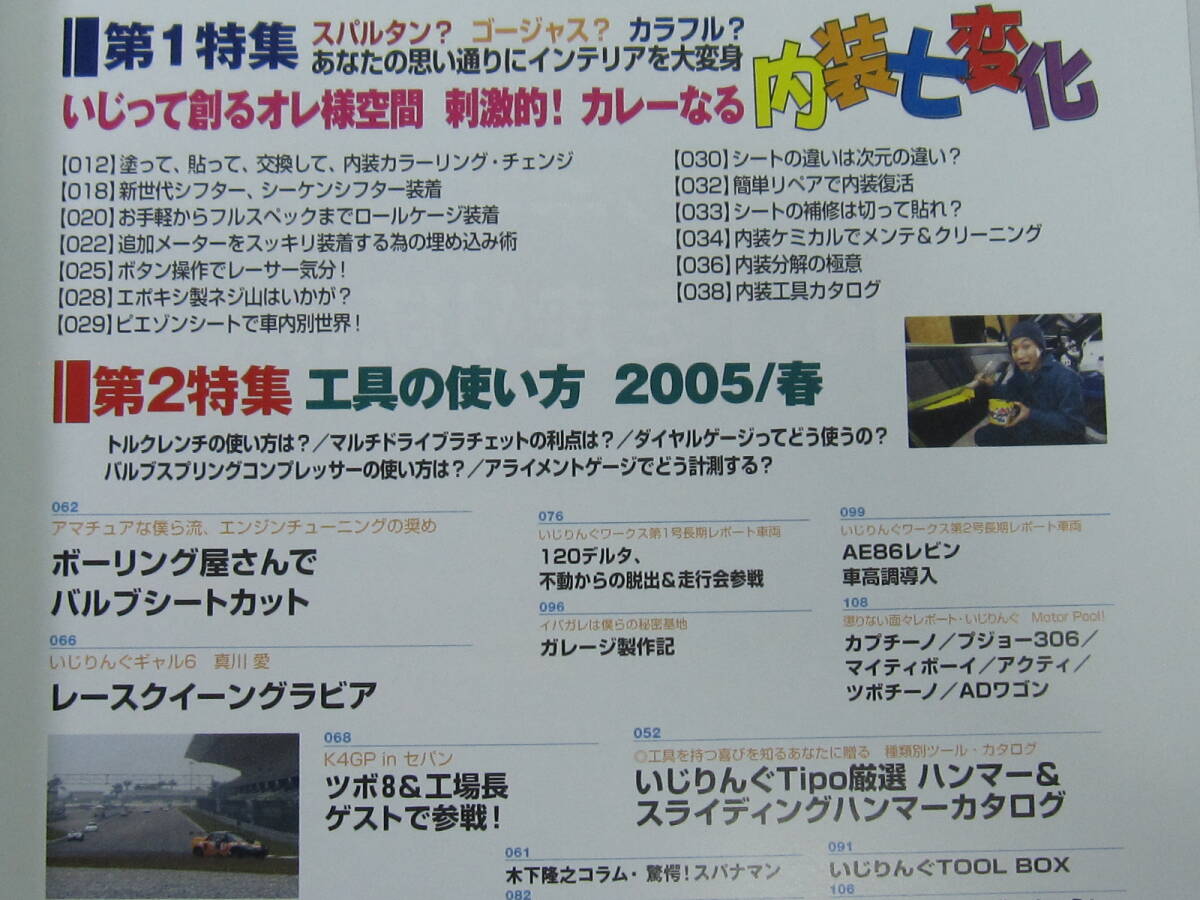 第1特集
スパルタン? ゴージャス? カラフル?
あなたの思い通りにインテリアを大変身
いじって創るオレ様空間 刺激的! カレーなる
内装七変化
【012】塗って、貼って、交換して、内装カラーリング・チェンジ
【018】新世代シフター、シーケンシフター装着
【020】お手軽からフルスペックまでロールケージ装着
【022】追加メーターをスッキリ装着する為の埋め込み術
【025】ボタン操作でレーサー気分!
【028】エポキシ製ネジ山はいかが?
【029】ピエゾンシートで車内別世界!
【030】シートの違いは次元の違い?
【032】簡単リペアで内装復活
【033】シートの補修は切って貼れ?
【034】内装ケミカルでメンテ&クリーニング
【036】内装分解の極意
【038】内装工具カタログ
第2特集 工具の使い方 2005/春
トルクレンチの使い方は?/マルチドライブラチェットの利点は?/ダイヤルゲージってどう使うの?
バルブスプリングコンプレッサーの使い方は?/アライメントゲージでどう計測する?
062
アマチュアな僕ら流、エンジンチューニングの奨め
ボーリング屋さんで
バルブシートカット
066
いじりんぐギャル6 真川 愛
レースクイーングラビア
076
いじりんぐワークス第1号長期レポート車両
120デルタ、
不動からの脱出&走行会参戦
096
イバガレは僕らの秘密基地
ガレージ製作記
099
いじりんぐワークス第2号長期レポート車両
AE86レビン
車高調導入
108
懲りない面々レポート・いじりんぐ Motor Pool!
カプチーノ/プジョー306/
マイティボーイ/アクティ/
ツボチーノ/ADワゴン
068
K4GP in セパン
ツボ8&工場長
ゲストで参戦!
052
◎工具を持つ喜びを知るあなたに贈る 種類別ツール・カタログ
いじりんぐTipo厳選 ハンマー&
スライディングハンマーカタログ
061
木下隆之コラム・驚愕!スパナマン
082
091
いじりんぐTOOL BOX
106